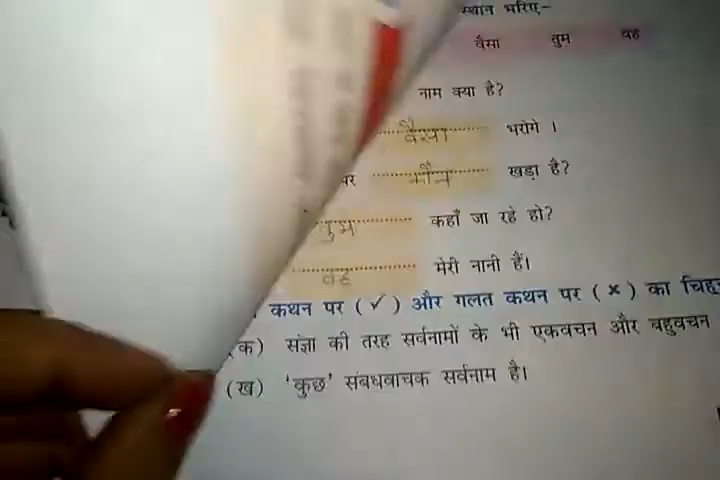 स्थान भरिए–
वैसा तुम वह
नाम क्या है?
वैसा भरोगे ।
पर कौन खड़ा है?
तुम कहाँ जा रहे हो?
वह मेरी नानी हैं।
कथन पर (✓) और गलत कथन पर (×) का चिह्न
(क) संज्ञा की तरह सर्वनामों के भी एकवचन और बहुवचन
(ख) 'कुछ' संबधवाचक सर्वनाम है।